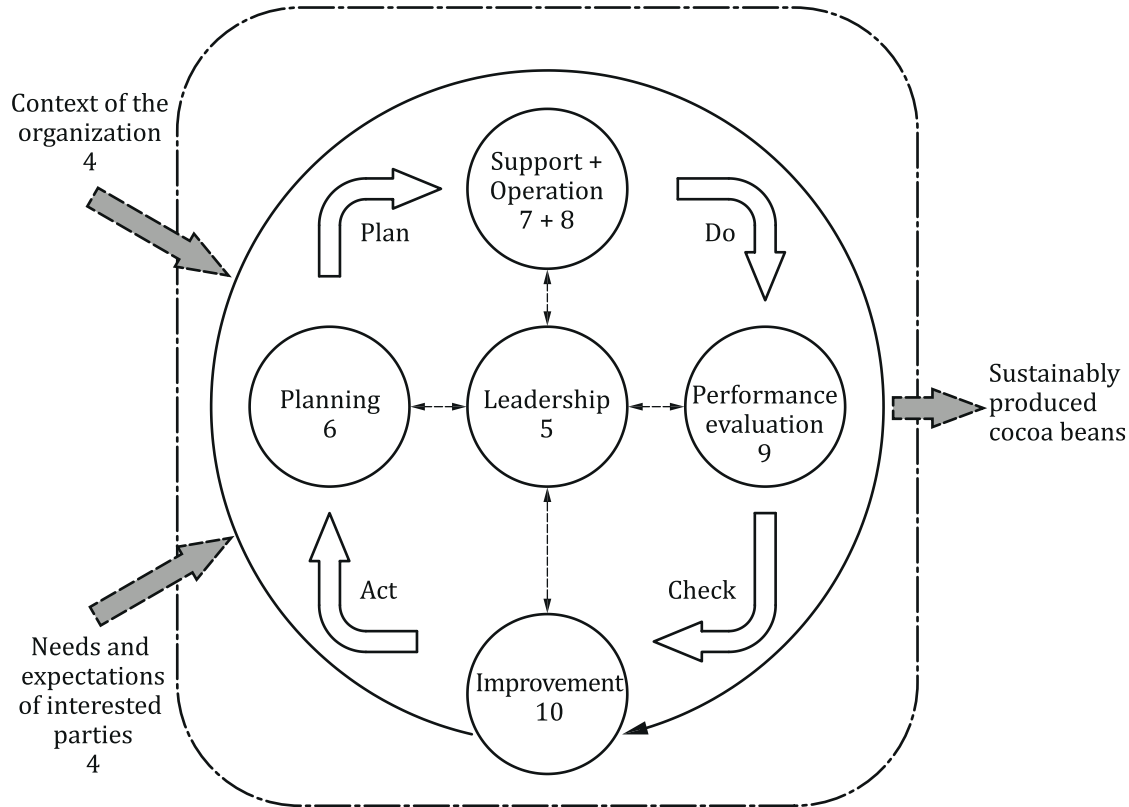 Context of the
organization
4
Support +
Operation
7 + 8
Plan
Do
Planning
6
Leadership
5
Performance
evaluation
9
Sustainably
produced
cocoa beans
Act
Check
Needs and
expectations
of interested
parties
4
Improvement
10